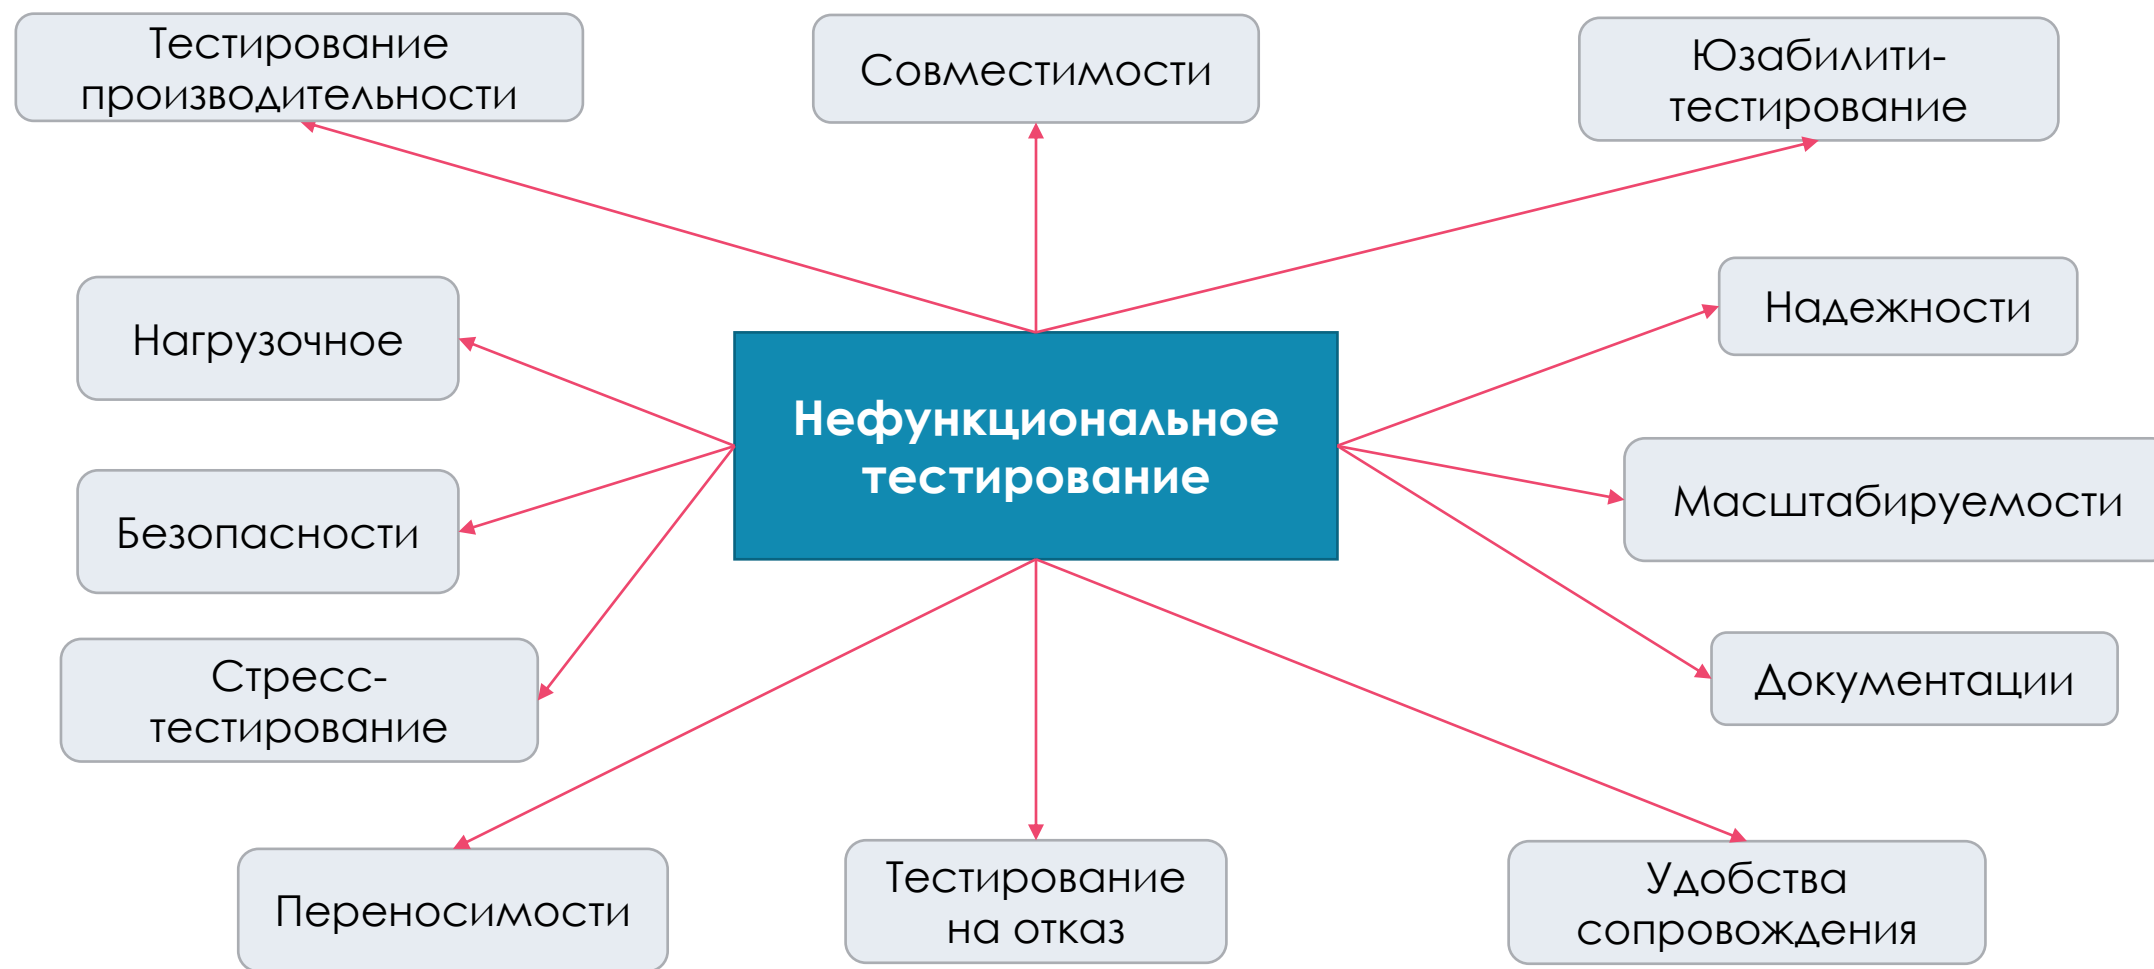 Тестирование
производительности
Совместимости
Юзабилити-
тестирование
Нагрузочное
Надежности
Нефункциональное
тестирование
Безопасности
Масштабируемости
Стресс-
тестирование
Документации
Переносимости
Тестирование
на отказ
Удобства
сопровождения